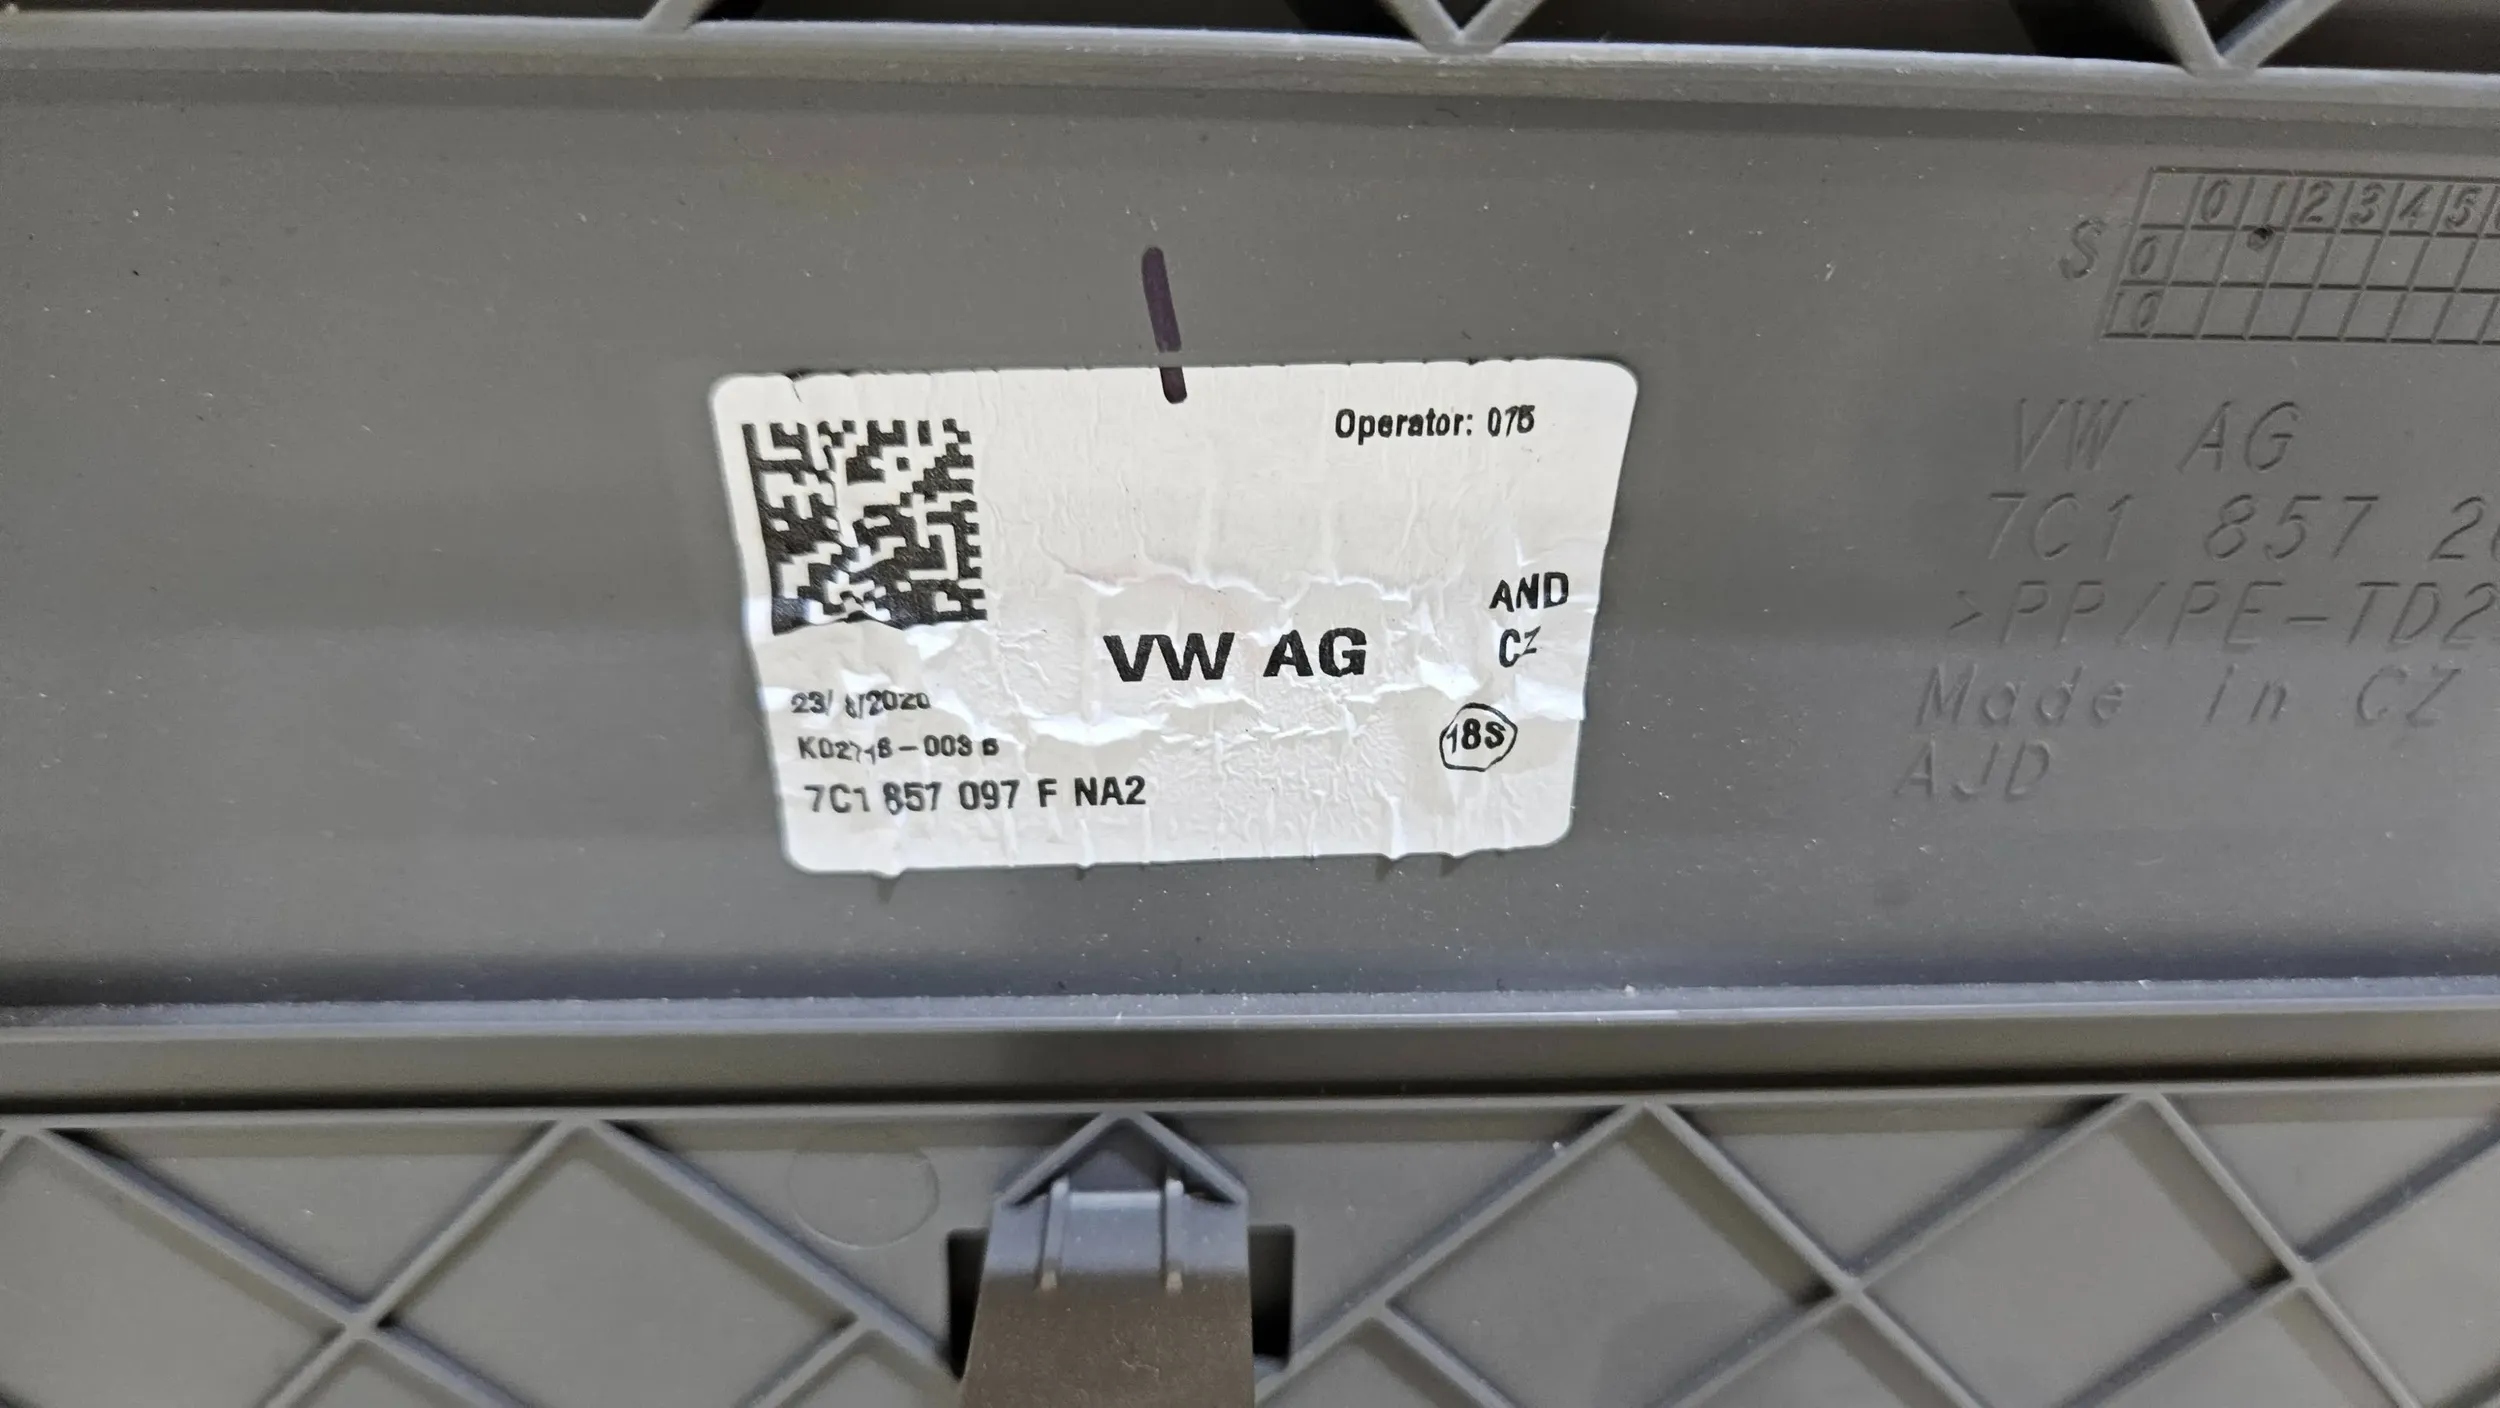 Operator: 075
AND
CZ
VW AG
23/ 8/2020
18S
7C1 857 097 F NA2
0 1 2 3 4 5
S 0
VW AG
7C1 857
>PP/PE-TD2
Made in CZ
AJD